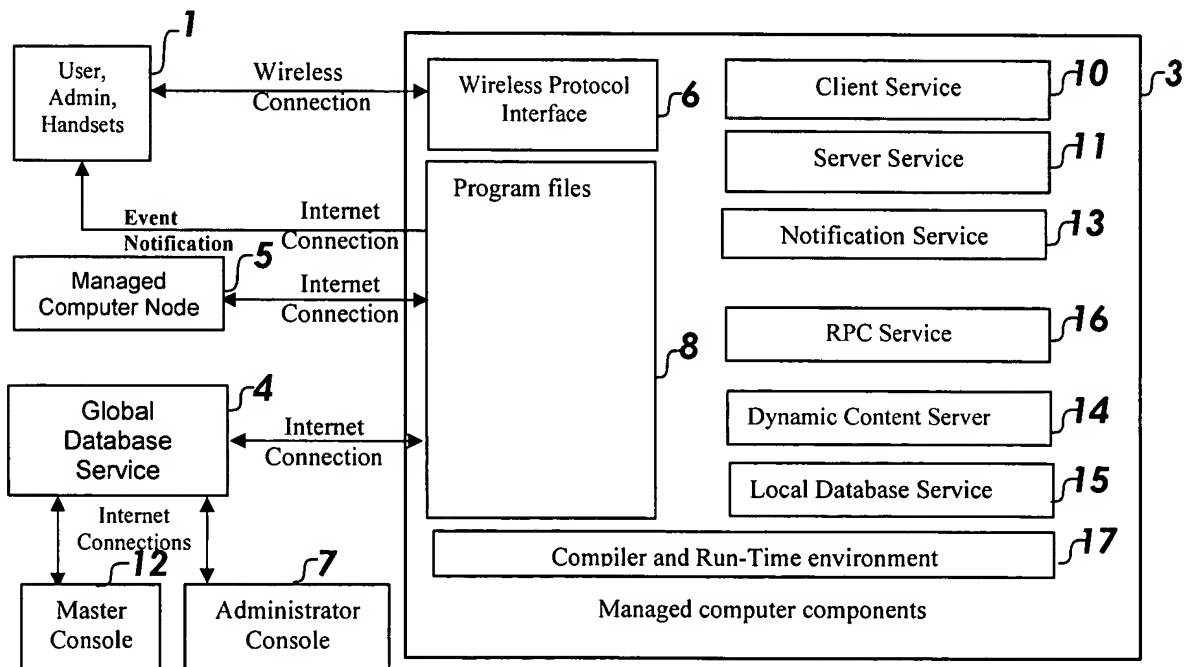 1
User,
Admin,
Handsets
Wireless
Connection
Wireless Protocol
Interface
6
Client Service
10
3
Server Service
11
Program files
Event
Notification
Internet
Connection
Notification Service
13
5
Managed
Computer Node
Internet
Connection
8
RPC Service
16
4
Global
Database
Service
Internet
Connection
Dynamic Content Server
14
Local Database Service
15
Internet
Connections
Compiler and Run-Time environment
17
12
Master
Console
7
Administrator
Console
Managed computer components